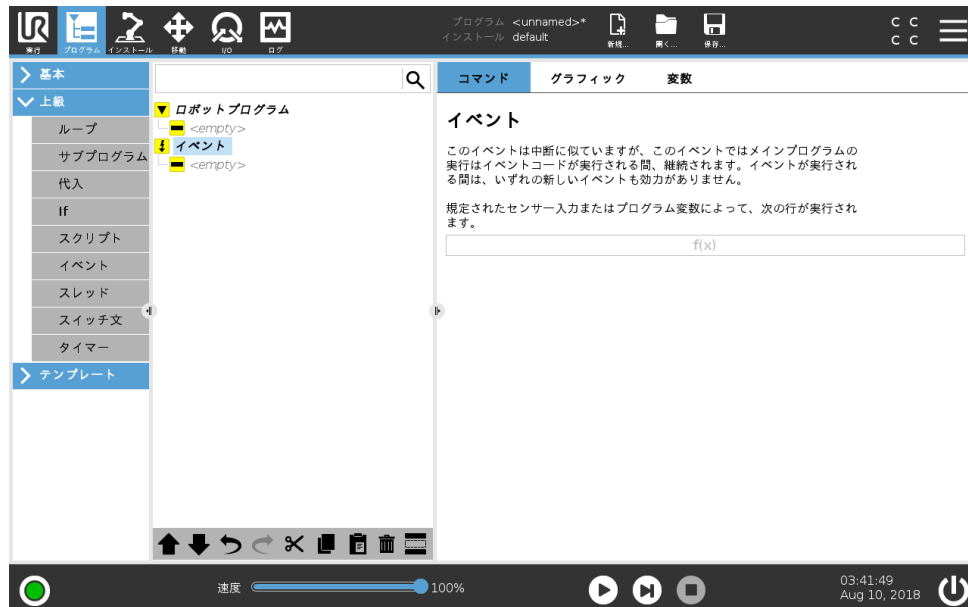 UR
実行
プログラム
インストール
移動
I/O
ログ
プログラム <unnamed>*
インストール default
新規...
開く...
保存...
C C
C C
基本
上級
ループ
サブプログラム
代入
If
スクリプト
イベント
スレッド
スイッチ文
タイマー
テンプレート
ロボットプログラム
<empty>
イベント
<empty>
コマンド グラフィック 変数
イベント
このイベントは中断に似ていますが、このイベントではメインプログラムの
実行はイベントコードが実行される間、継続されます。イベントが実行され
る間は、いずれの新しいイベントも効力がありません。
規定されたセンサー入力またはプログラム変数によって、次の行が実行され
ます。
f(x)
速度 100%
03:41:49
Aug 10, 2018